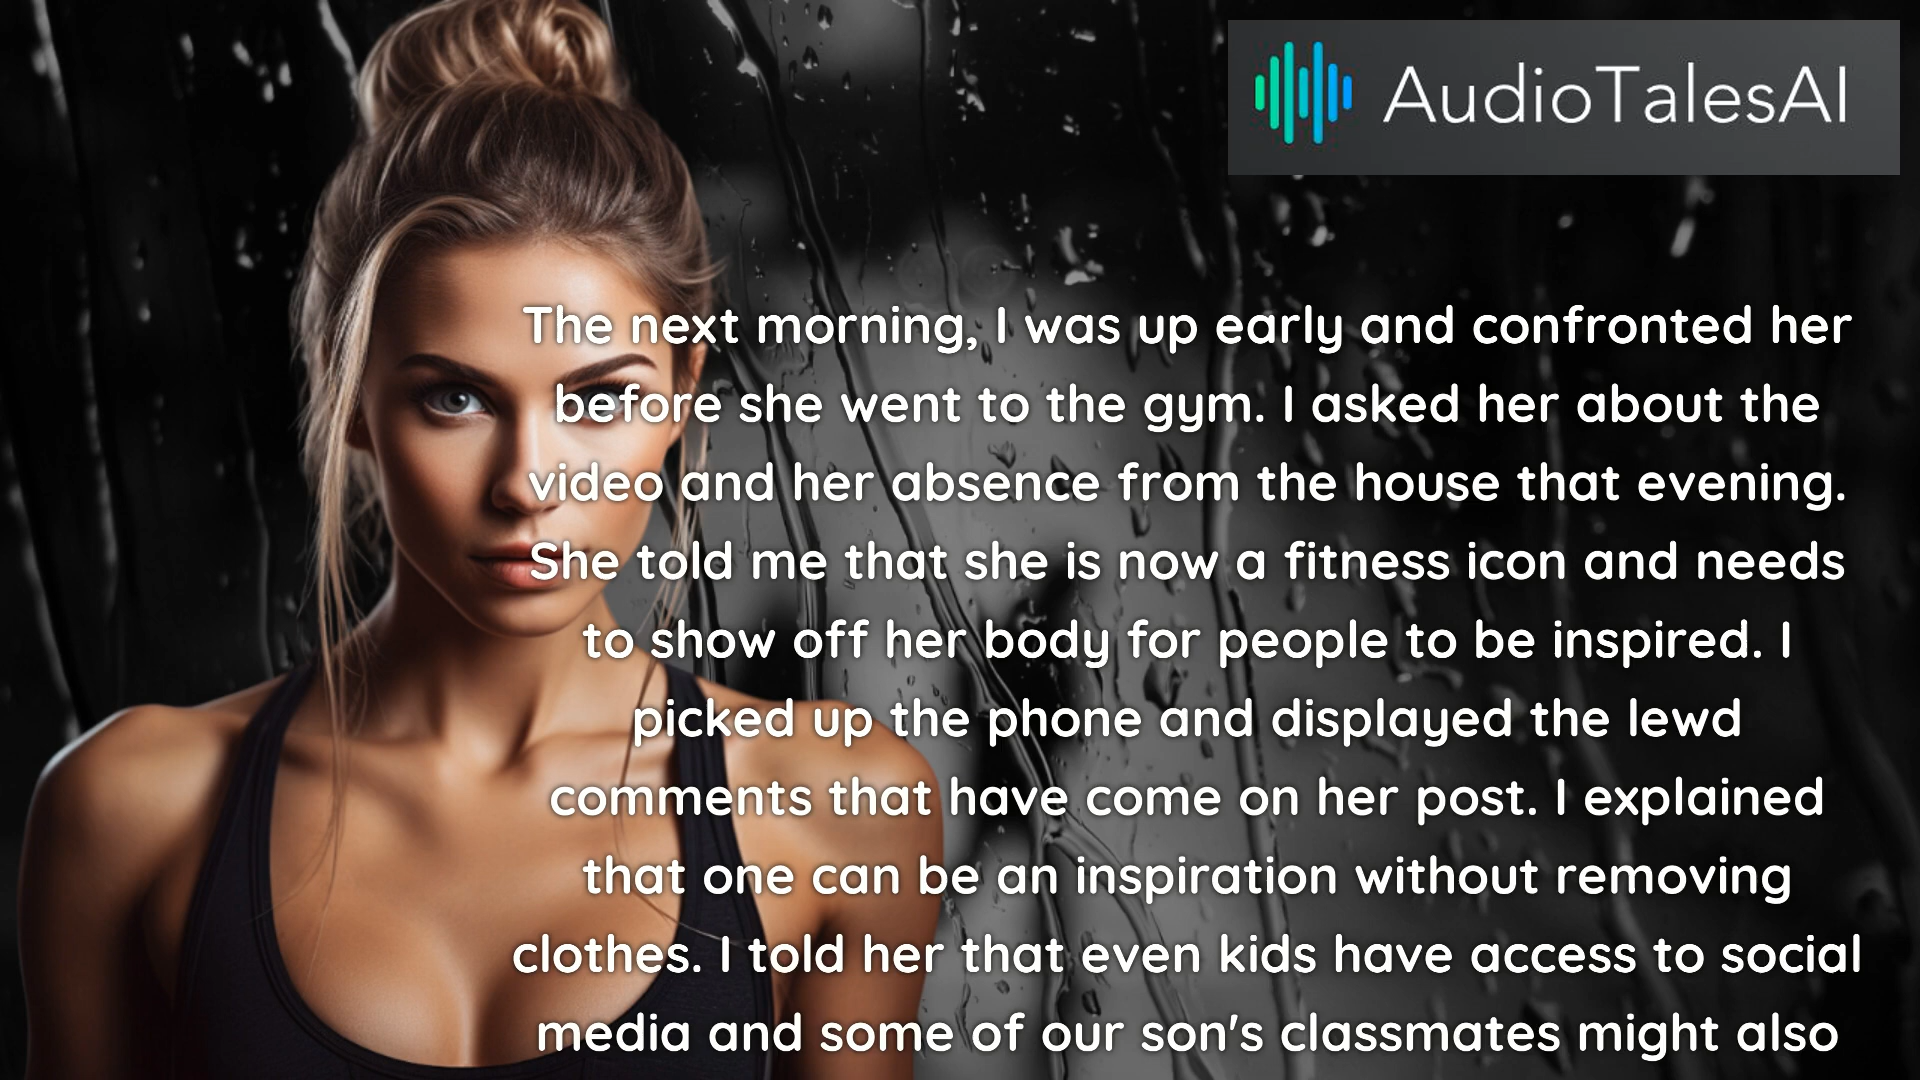 AudioTalesAI
The next morning, I was up early and confronted her
before she went to the gym. I asked her about the
video and her absence from the house that evening.
She told me that she is now a fitness icon and needs
to show off her body for people to be inspired. I
picked up the phone and displayed the lewd
comments that have come on her post. I explained
that one can be an inspiration without removing
clothes. I told her that even kids have access to social
media and some of our son's classmates might also